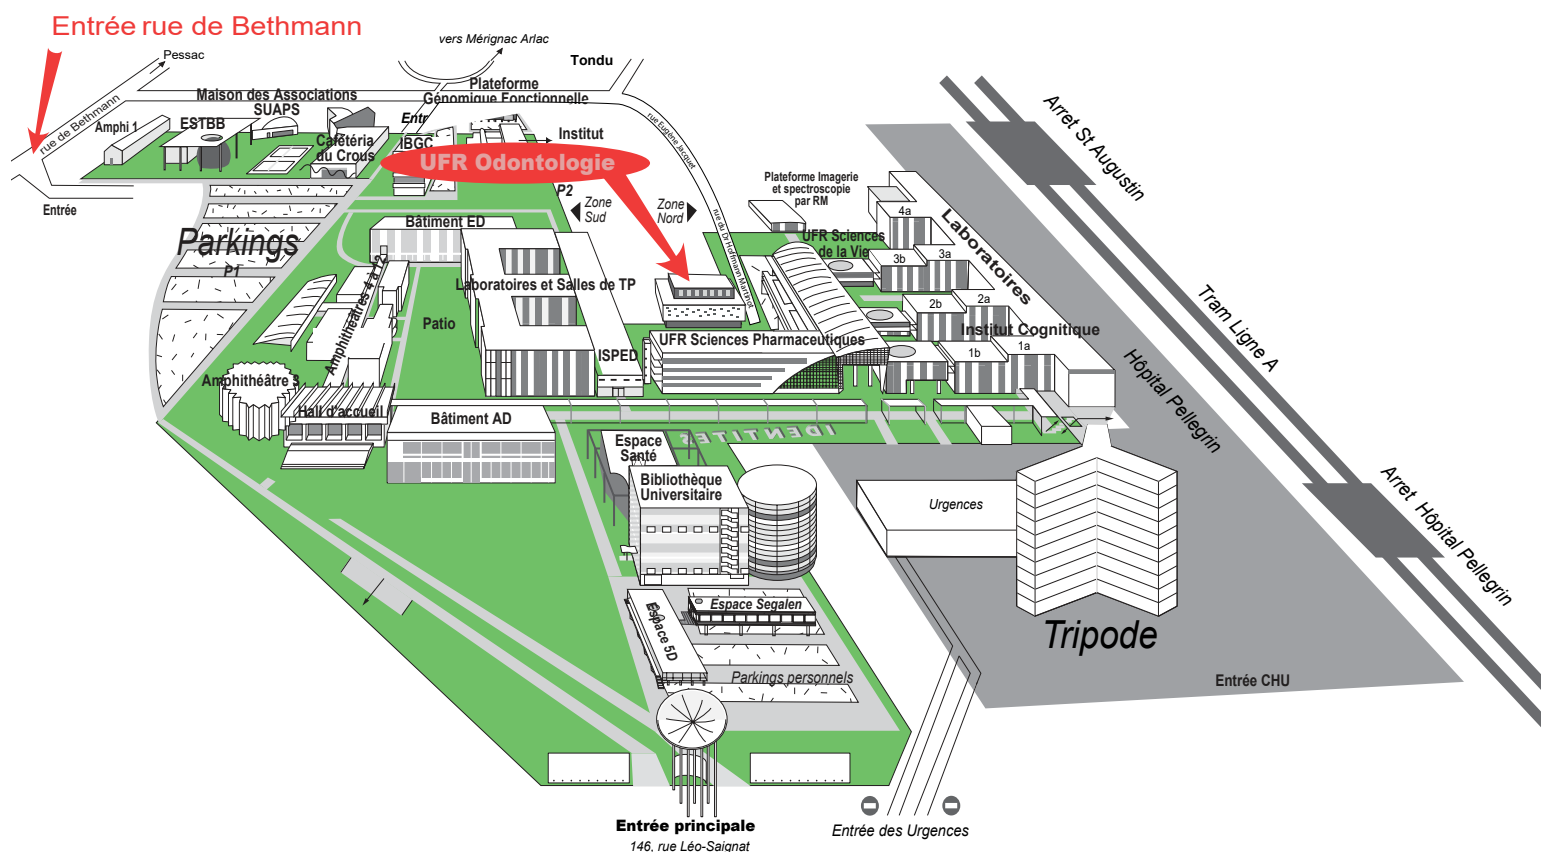 Entrée rue de Bethmann
vers Mérignac Arlac
Pessac
Tondu
Plateforme
Génomique Fonctionnelle
Maison des Associations
SUAPS
rue de Bethmann
Amphi 1
ESTBB
Cafétéria
du Crous
Entr
IBGC
Institut
rue Eugène Jacquet
UFR Odontologie
Entrée
P2
Zone
Sud
Zone
Nord
rue du Dr Hoffmann Martinot
Plateforme Imagerie
et spectroscopie
par RM
Arret St Augustin
Parkings
P1
Bâtiment ED
UFR Sciences
de la Vie
4a
3a
3b
2a
2b
1a
1b
Laboratoires
Laboratoires et Salles de TP
Amphithéatres 4 à 12
Patio
Institut Cognitique
UFR Sciences Pharmaceutiques
ISPED
Tram Ligne A
Hôpital Pellegrin
Amphithéâtre 3
Hall d'accueil
Bâtiment AD
IDENTITES
Espace
Santé
Bibliothèque
Universitaire
Urgences
Arret Hôpital Pellegrin
Espace Segalen
Espace 5D
Tripode
Parkings personnels
Entrée CHU
Entrée principale
146, rue Léo-Saignat
Entrée des Urgences